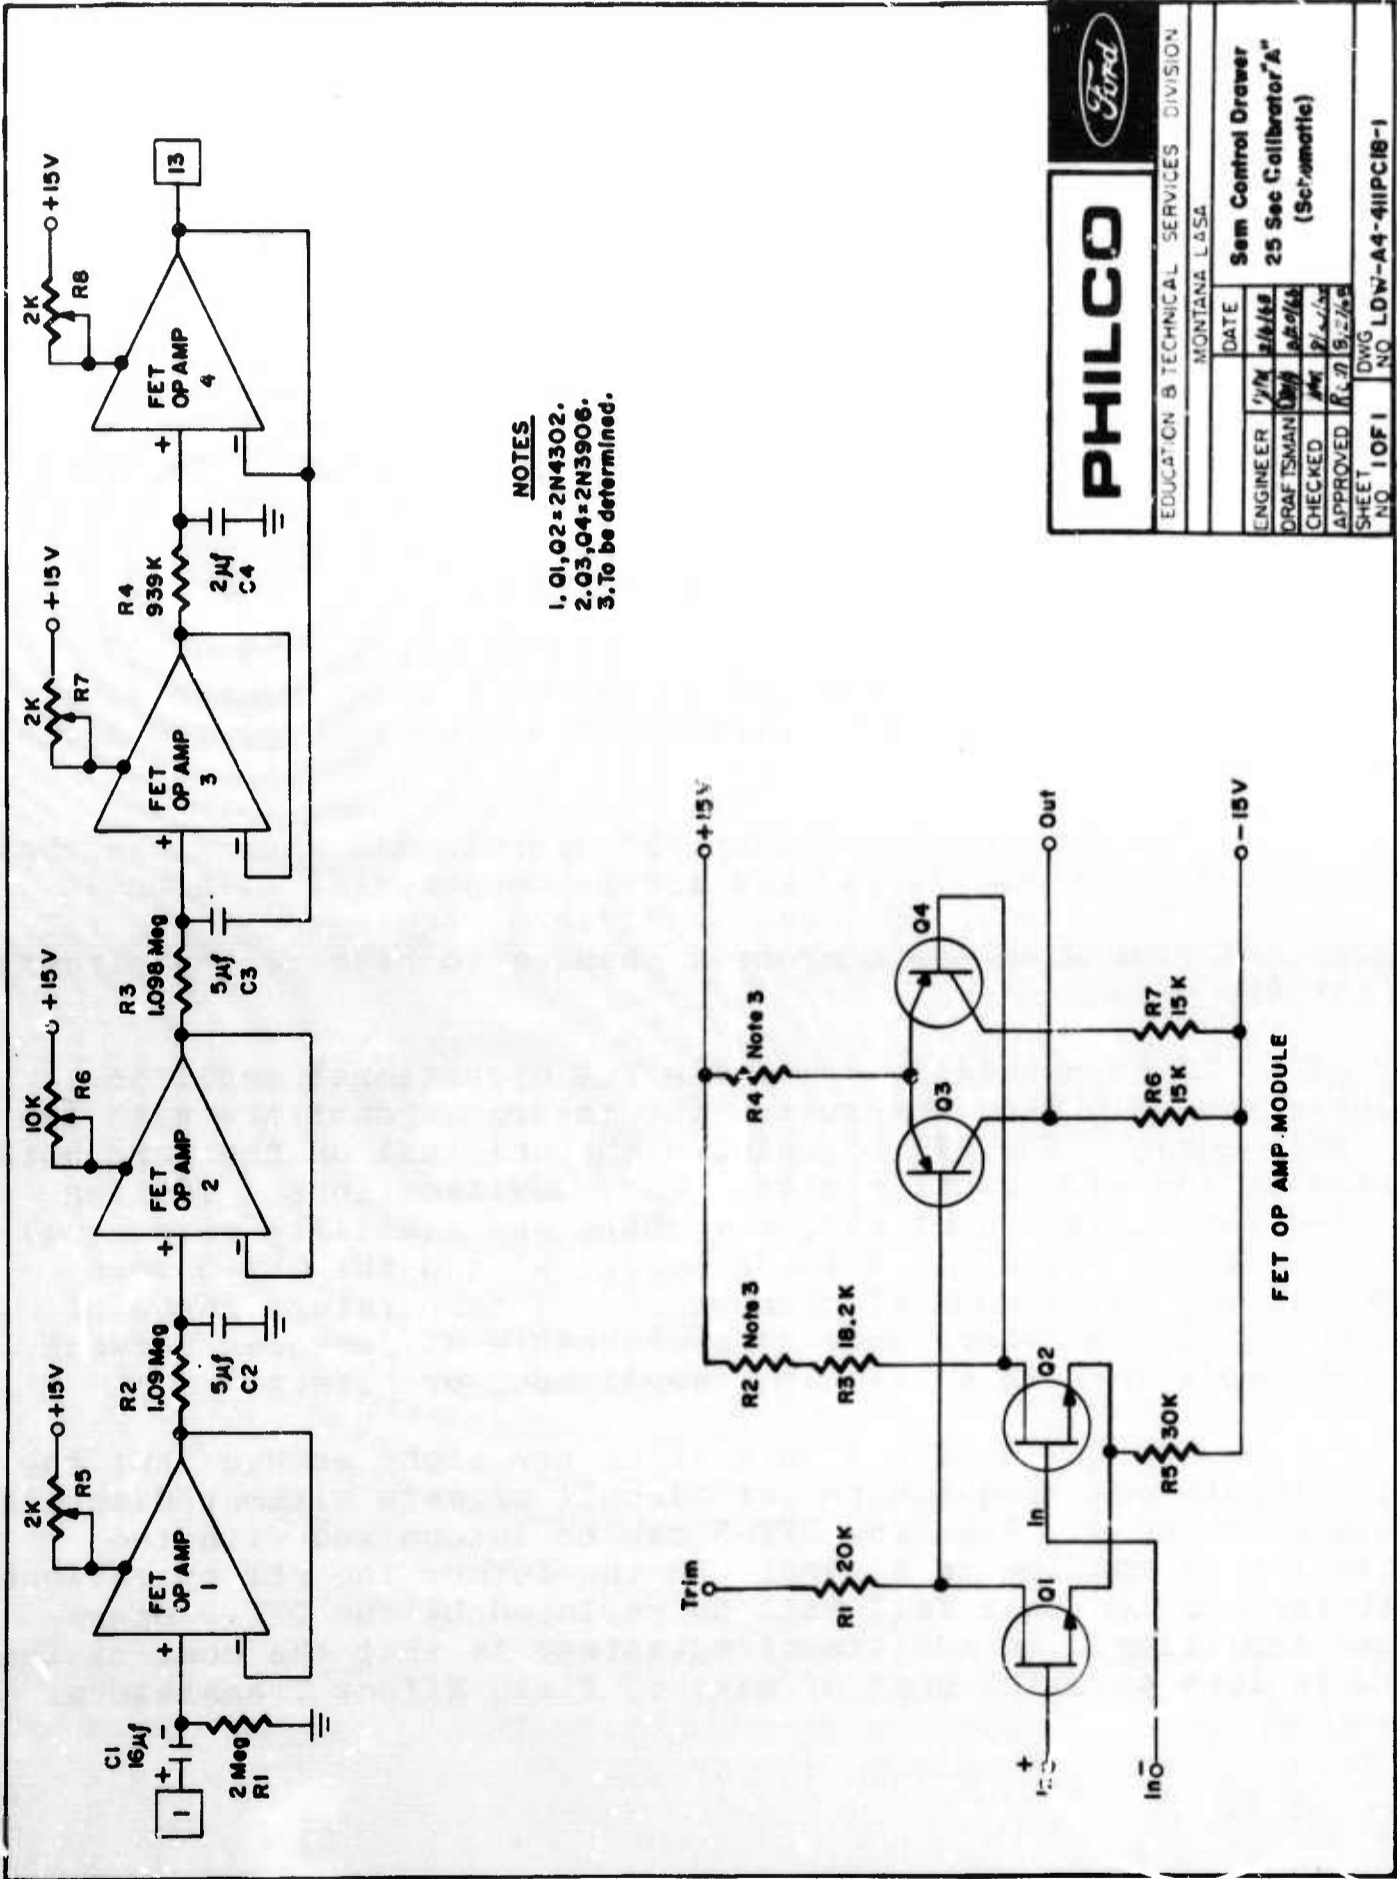 1
C1
16µf
+ −
2 Meg
R1
FET
OP AMP
1
+
−
2K
R5
+15V
R2
1.09 Meg
5µf
C2
FET
OP AMP
2
+
−
10K
R6
+15V
R3
1.098 Meg
5µf
C3
FET
OP AMP
3
+
−
2K
R7
+15V
R4
939K
2µf
C4
FET
OP AMP
4
+
−
2K
R8
+15V
13
NOTES
1. Q1,Q2=2N4302.
2. Q3,Q4=2N3906.
3. To be determined.
Trim
R1 20K
R2 Note 3
R3 18.2K
R4 Note 3
+15V
Q3
Q4
Out
Q1
Q2
In
+
In−
R5 30K
R6
15K
R7
15K
-15V
FET OP AMP. MODULE
PHILCO
Ford
EDUCATION & TECHNICAL SERVICES DIVISION
MONTANA LASA
DATE
ENGINEER
DRAFTSMAN
CHECKED
APPROVED
Sem Control Drawer
25 Sec Calibrator "A"
(Schematic)
SHEET NO 1 OF 1
DWG NO LDW-A4-411PC18-1